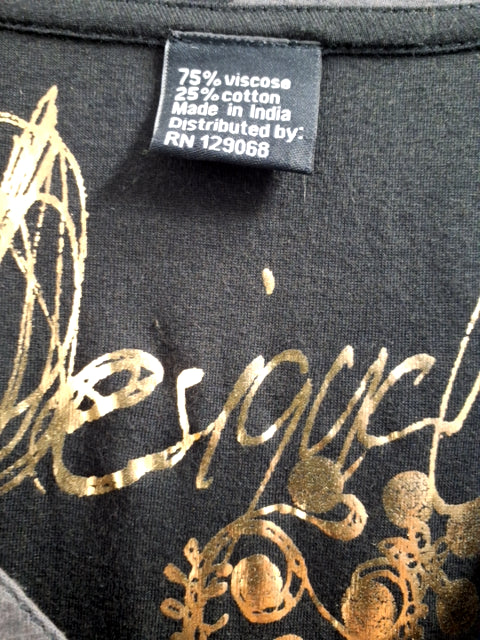 75% viscose
25% cotton
Made in India
Distributed by:
RN 129068
Desigual